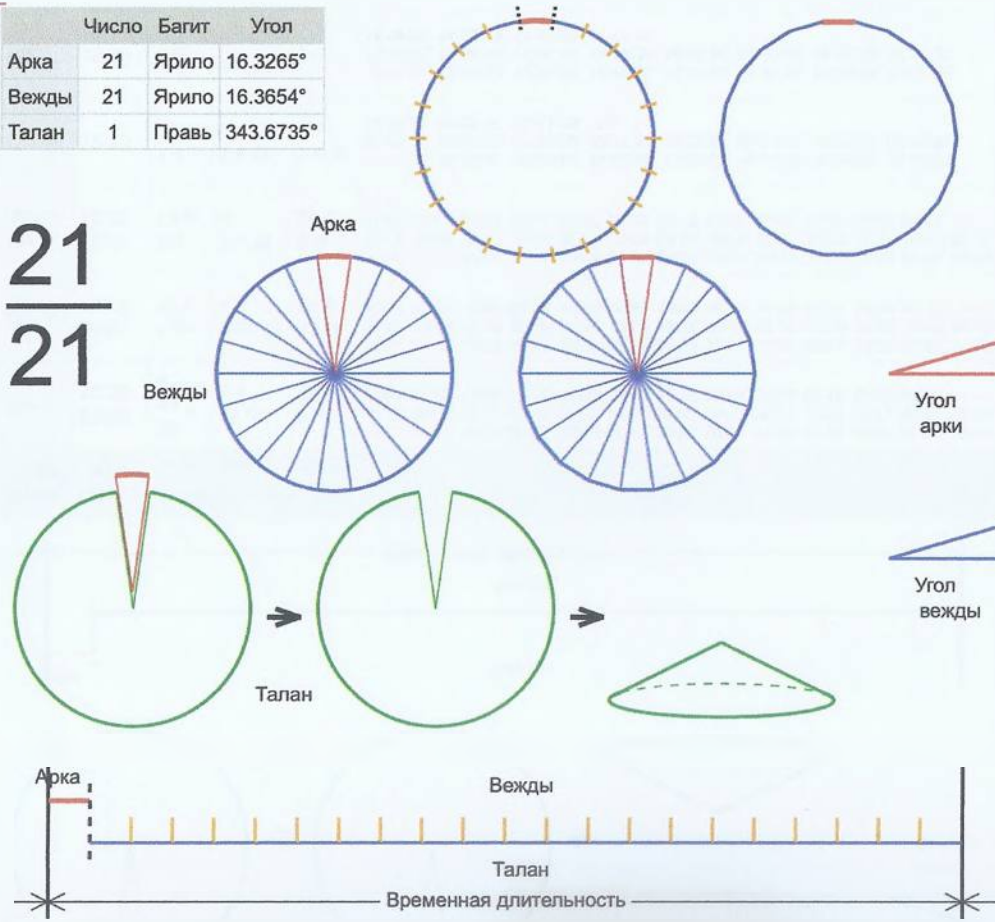 Число Багит Угол
Арка 21 Ярило 16.3265°
Вежды 21 Ярило 16.3654°
Талан 1 Правь 343.6735°
21
21
Арка
Вежды
Угол
арки
Угол
вежды
Талан
Арка
Вежды
Талан
Временная длительность